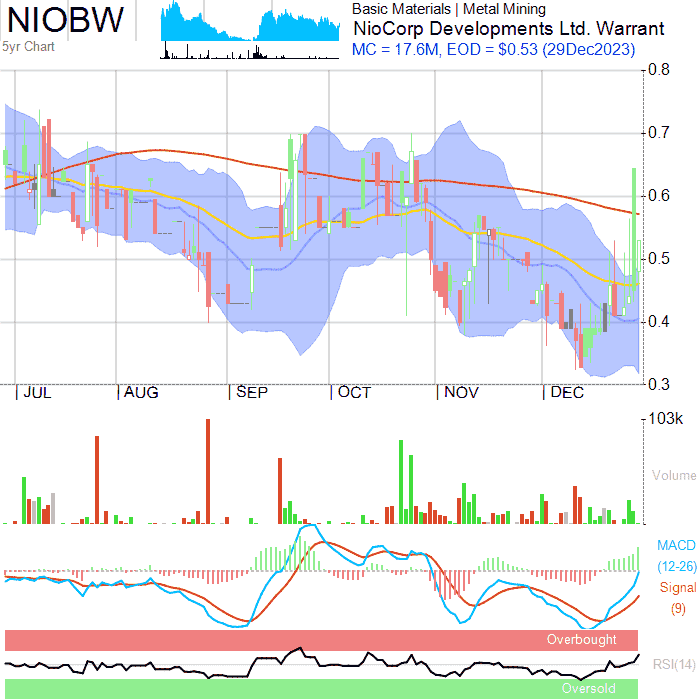 NIOBW
5yr Chart
Basic Materials | Metal Mining
NioCorp Developments Ltd. Warrant
MC = 17.6M, EOD = $0.53 (29Dec2023)
0.8
0.7
0.6
0.5
0.4
0.3
JUL AUG SEP OCT NOV DEC
103k
Volume
MACD
(12-26)
Signal
(9)
Overbought
RSI(14)
Oversold